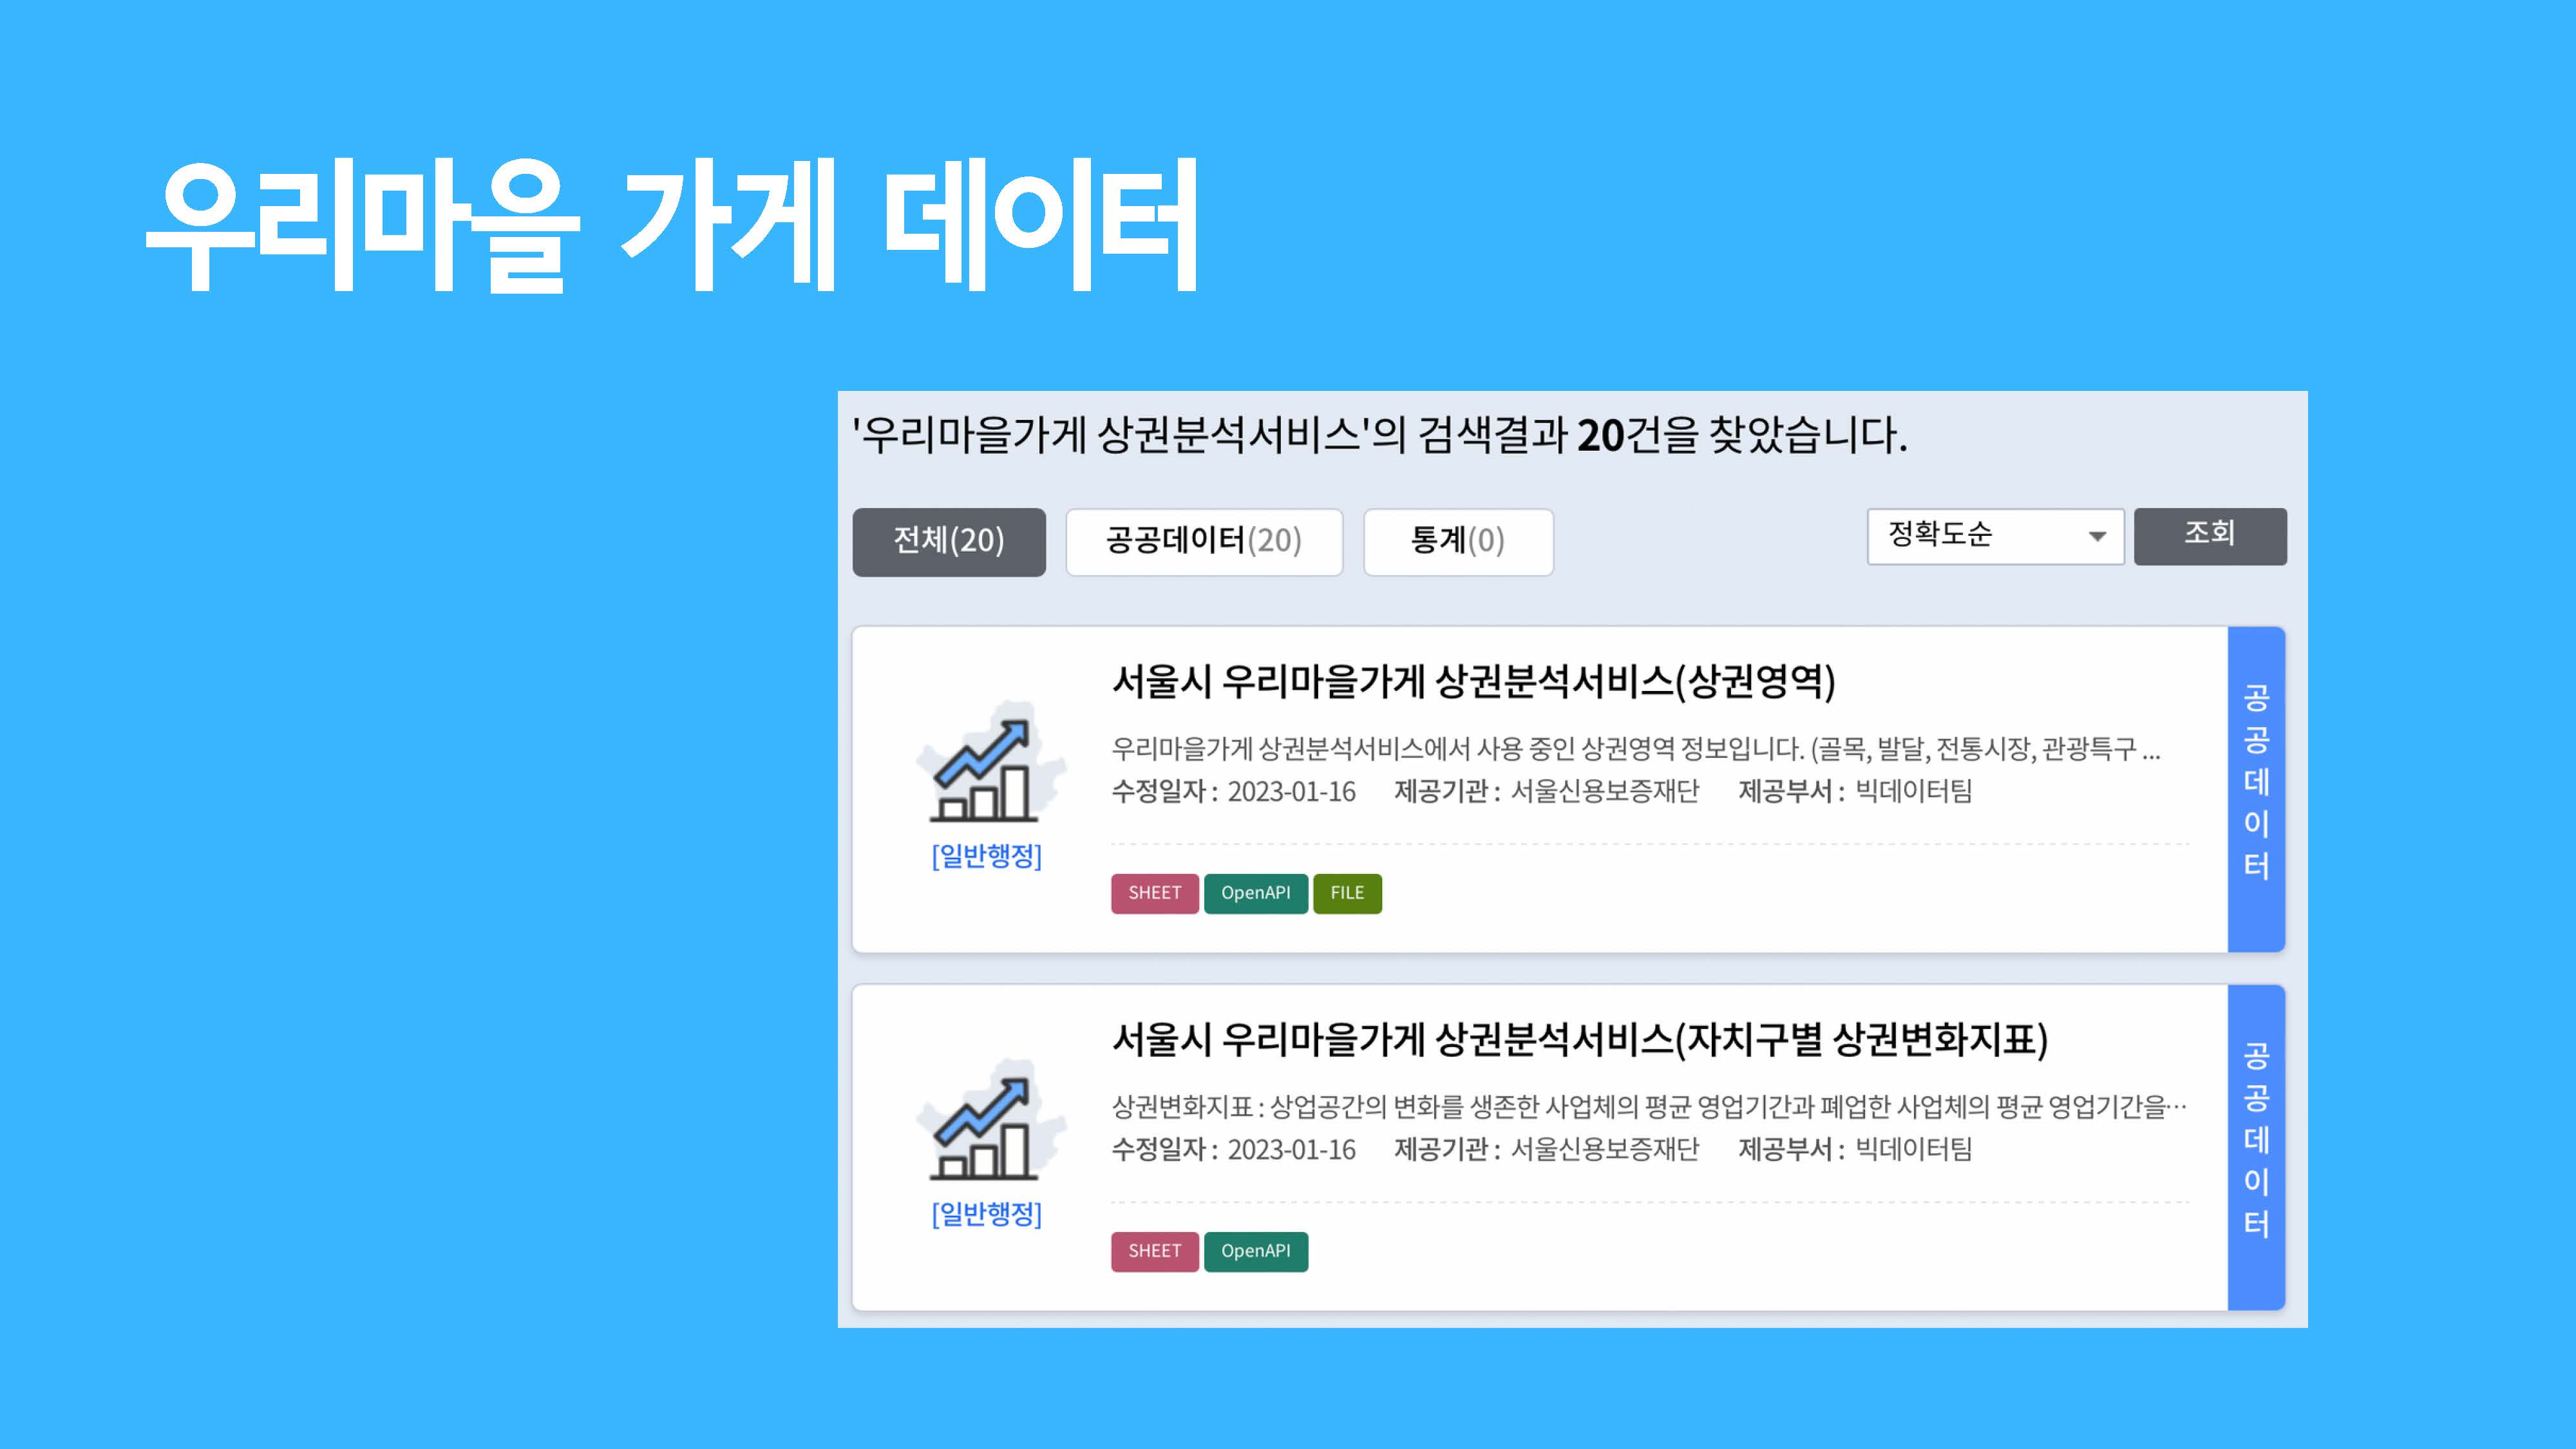 우리마을 가게 데이터
'우리마을가게 상권분석서비스'의 검색결과 20건을 찾았습니다.
전체(20) 공공데이터(20) 통계(0) 정확도순 조회
서울시 우리마을가게 상권분석서비스(상권영역)
우리마을가게 상권분석서비스에서 사용 중인 상권영역 정보입니다. (골목, 발달, 전통시장, 관광특구 ...
수정일자 : 2023-01-16 제공기관 : 서울신용보증재단 제공부서 : 빅데이터팀
[일반행정]
SHEET OpenAPI FILE
공공데이터
서울시 우리마을가게 상권분석서비스(자치구별 상권변화지표)
상권변화지표 : 상업공간의 변화를 생존한 사업체의 평균 영업기간과 폐업한 사업체의 평균 영업기간을…
수정일자 : 2023-01-16 제공기관 : 서울신용보증재단 제공부서 : 빅데이터팀
[일반행정]
SHEET OpenAPI
공공데이터